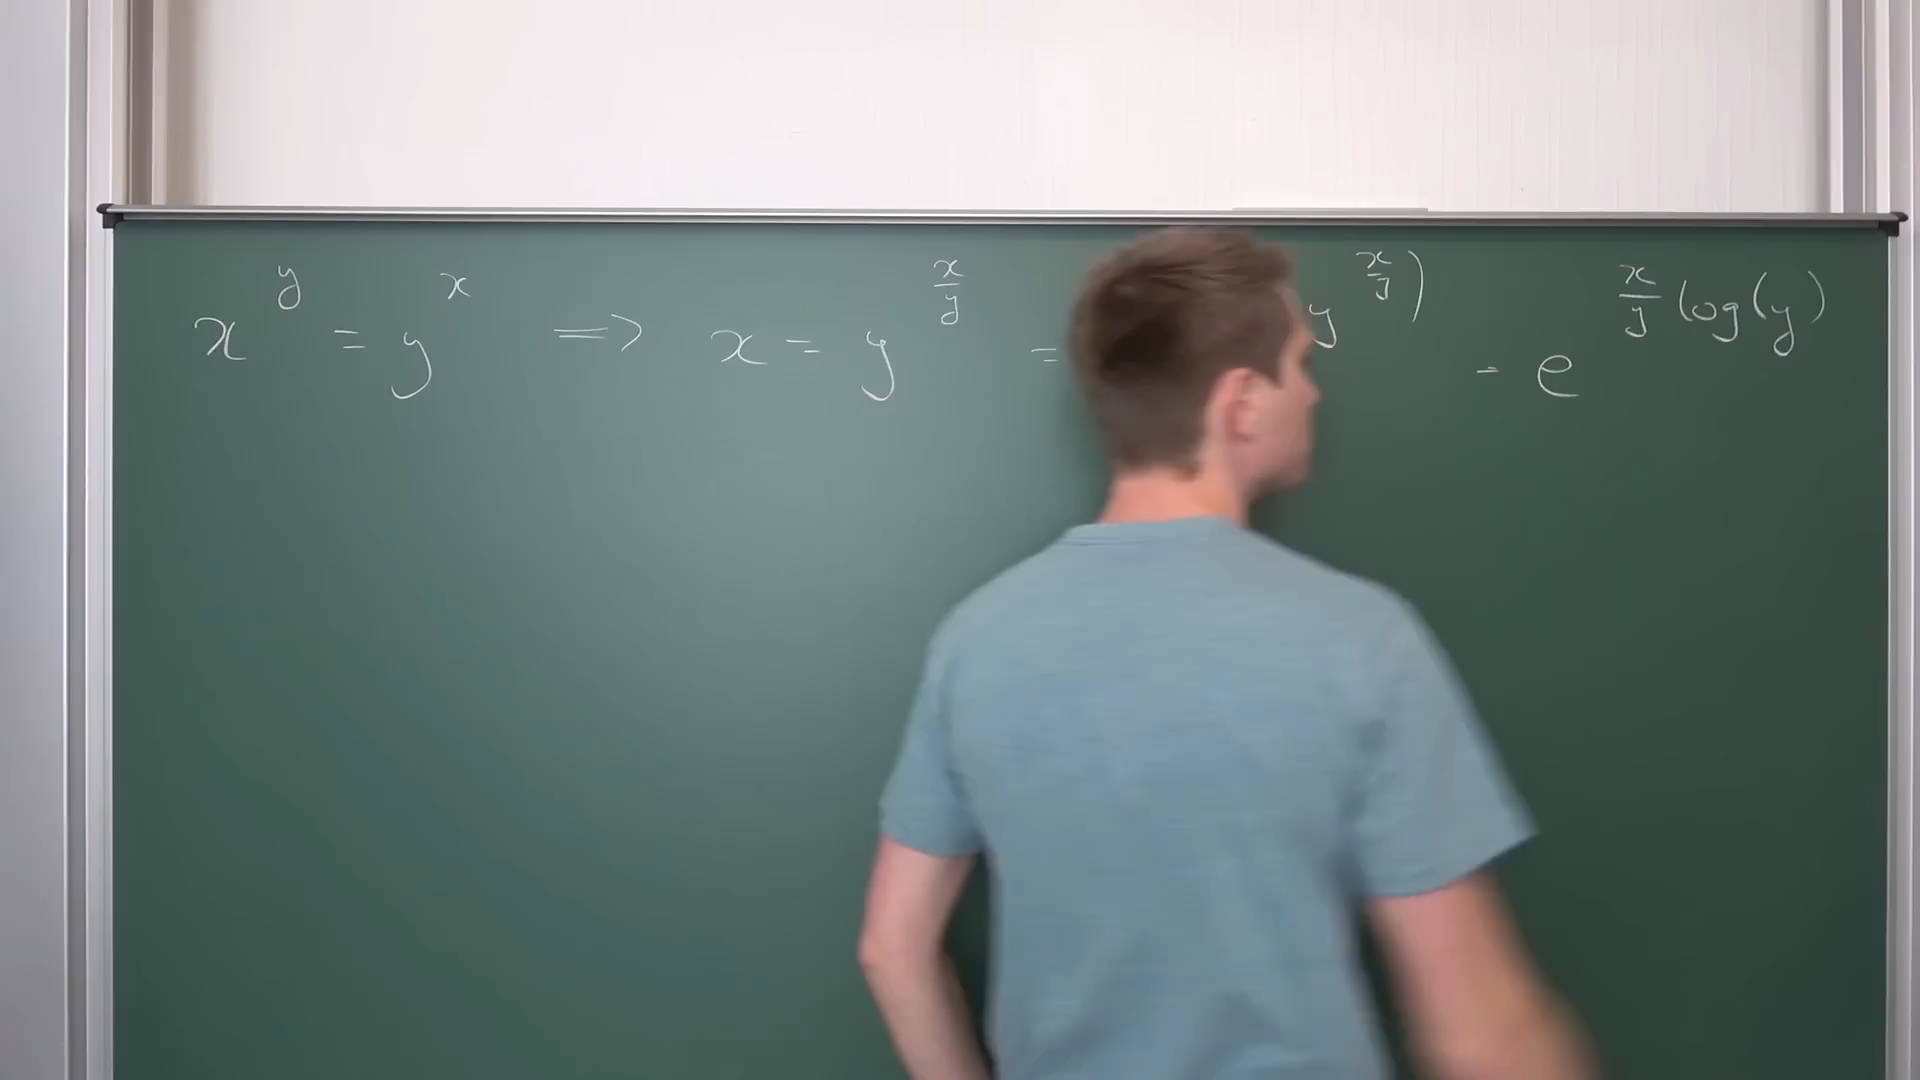 x^y = y^x => x = y^(x/y) = y^(x/y)) = e^(x/y log(y))